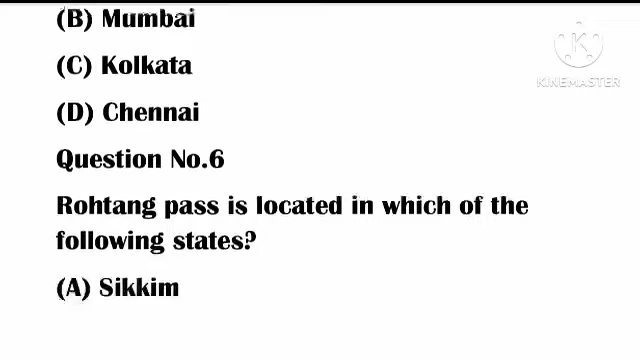 (B) Mumbai
(C) Kolkata
(D) Chennai
Question No.6
Rohtang pass is located in which of the
following states?
(A) Sikkim
K
KINEMASTER